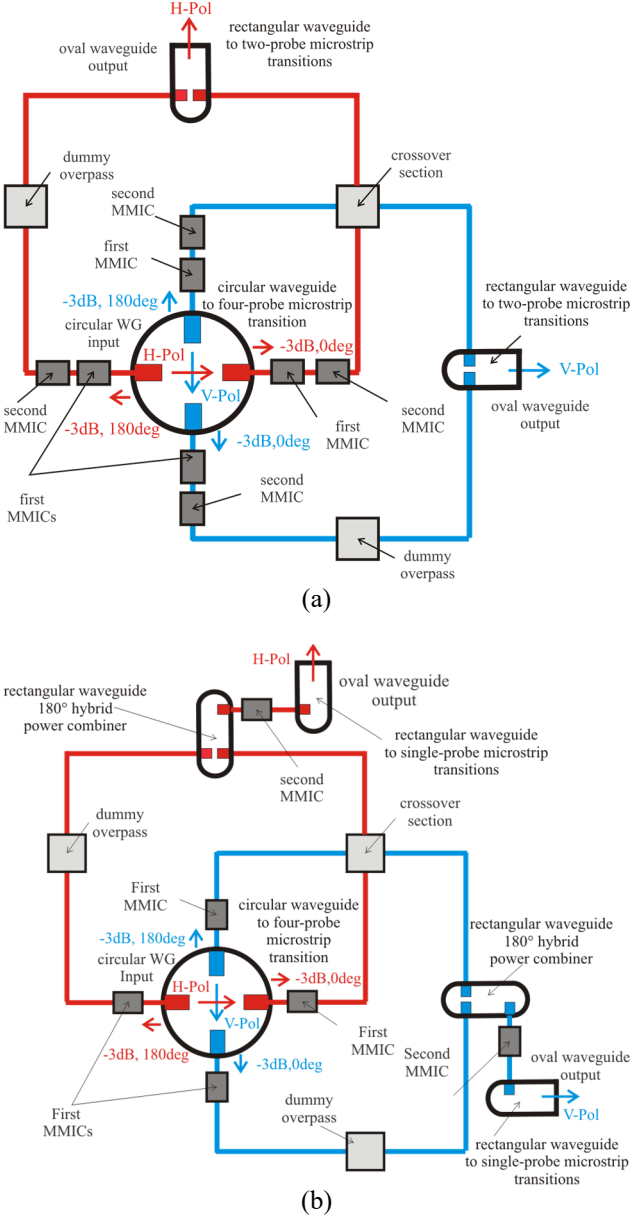 H-Pol
rectangular waveguide
to two-probe microstrip
transitions
oval waveguide
output
dummy
overpass
crossover
section
second
MMIC
first
MMIC
-3dB, 180deg
circular waveguide
to four-probe microstrip
transition
rectangular waveguide
to two-probe microstrip
transitions
circular WG
input
H-Pol
-3dB,0deg
V-Pol
V-Pol
second
MMIC
-3dB, 180deg
-3dB,0deg
first
MMIC
second
MMIC
oval waveguide
output
first
MMICs
second
MMIC
dummy
overpass
(a)
H-Pol
oval waveguide
output
rectangular waveguide
180° hybrid
power combiner
rectangular waveguide
to single-probe microstrip
transitions
second
MMIC
dummy
overpass
crossover
section
First
MMIC
-3dB, 180deg
circular waveguide
to four-probe
microstrip
transition
rectangular waveguide
180° hybrid
power combiner
circular WG
Input
H-Pol
-3dB,0deg
V-Pol
-3dB, 180deg
-3dB,0deg
First
MMIC
Second
MMIC
oval waveguide
output
V-Pol
First
MMICs
dummy
overpass
rectangular waveguide
to single-probe microstrip
transitions
(b)